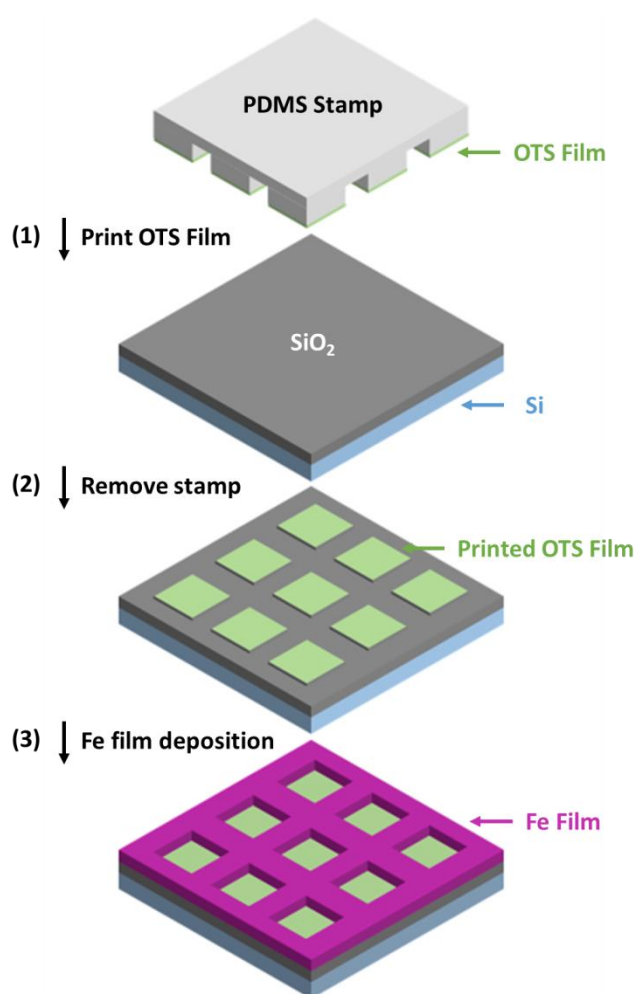 PDMS Stamp
OTS Film
(1) Print OTS Film
SiO₂
Si
(2) Remove stamp
Printed OTS Film
(3) Fe film deposition
Fe Film